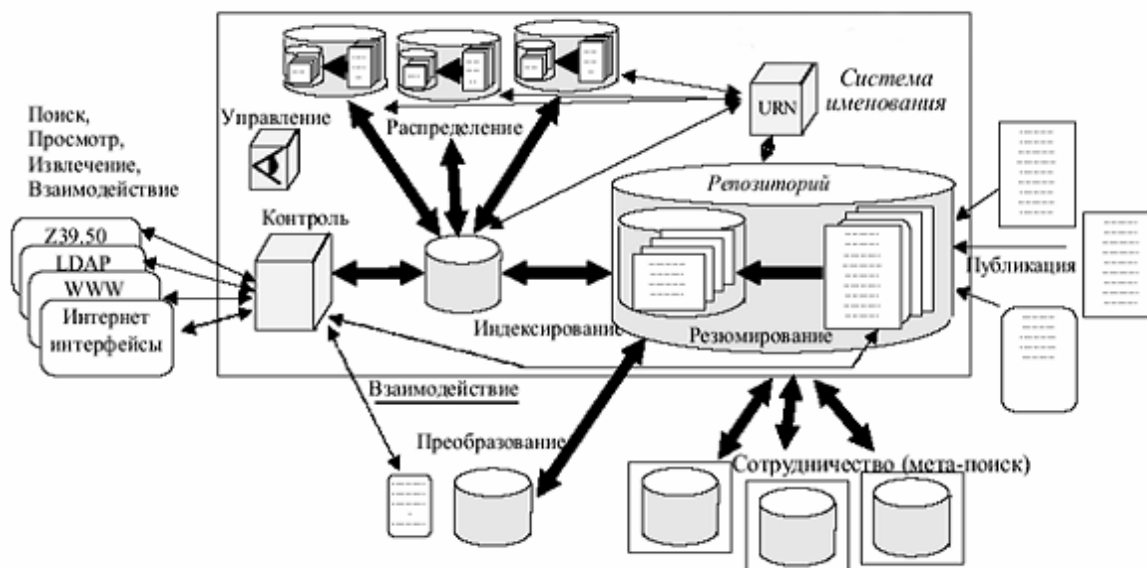 Поиск,
Просмотр,
Извлечение,
Взаимодействие
Управление
Распределение
URN
Система
именования
Репозиторий
Контроль
Z39.50
LDAP
WWW
Интернет
интерфейсы
Индексирование
Резюмирование
Публикация
Взаимодействие
Преобразование
Сотрудничество (мета-поиск)